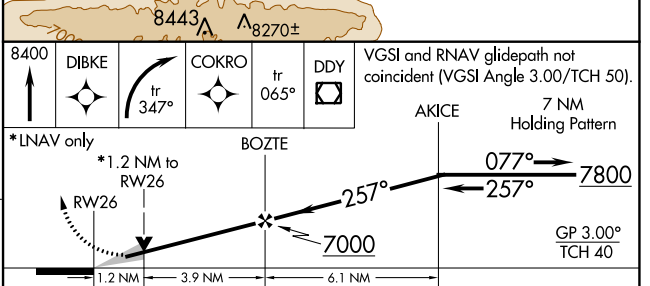 7000
8443
8270±
8400
DIBKE
tr
347°
COKRO
tr
065°
DDY
VGSI and RNAV glidepath not
coincident (VGSI Angle 3.00/TCH 50).
*LNAV only
*1.2 NM to
RW26
RW26
BOZTE
AKICE
7 NM
Holding Pattern
077°
257°
7800
257°
7000
GP 3.00°
TCH 40
1.2 NM
3.9 NM
6.1 NM